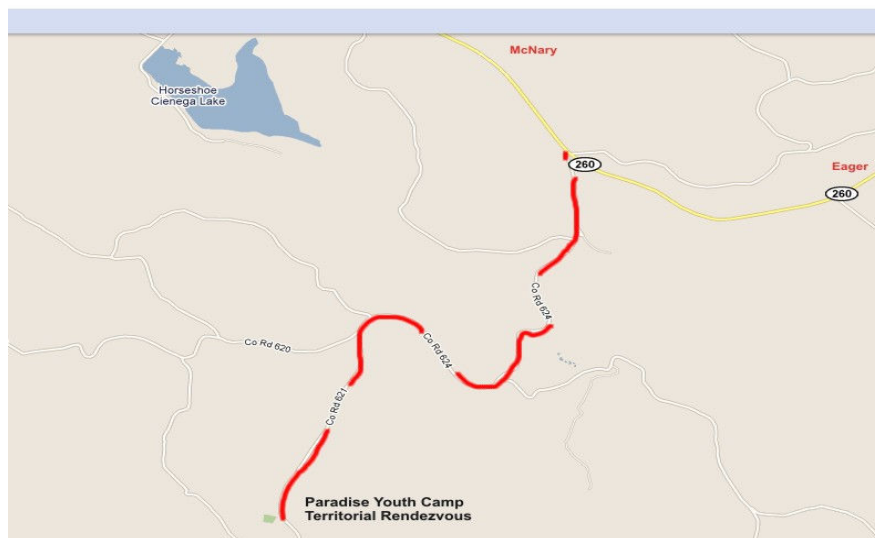 McNary
Horseshoe
Cienega Lake
260
Eager
260
Co Rd 624
Co Rd 620
Co Rd 624
Co Rd 621
Paradise Youth Camp
Territorial Rendezvous